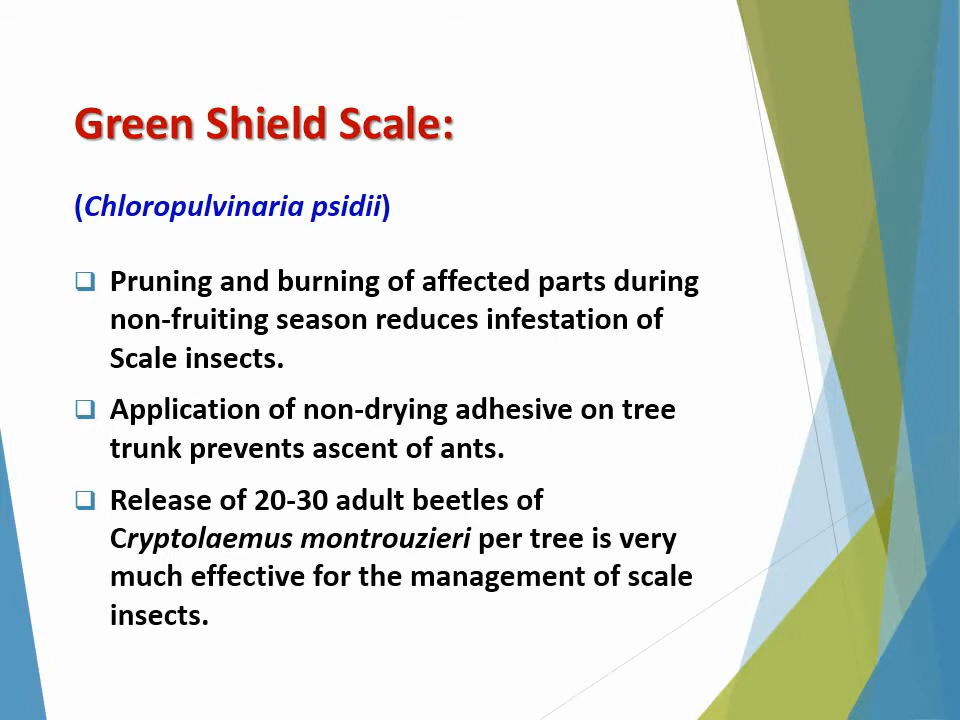 Green Shield Scale:
(Chloropulvinaria psidii)
Pruning and burning of affected parts during
non-fruiting season reduces infestation of
Scale insects.
Application of non-drying adhesive on tree
trunk prevents ascent of ants.
Release of 20-30 adult beetles of
Cryptolaemus montrouzieri per tree is very
much effective for the management of scale
insects.